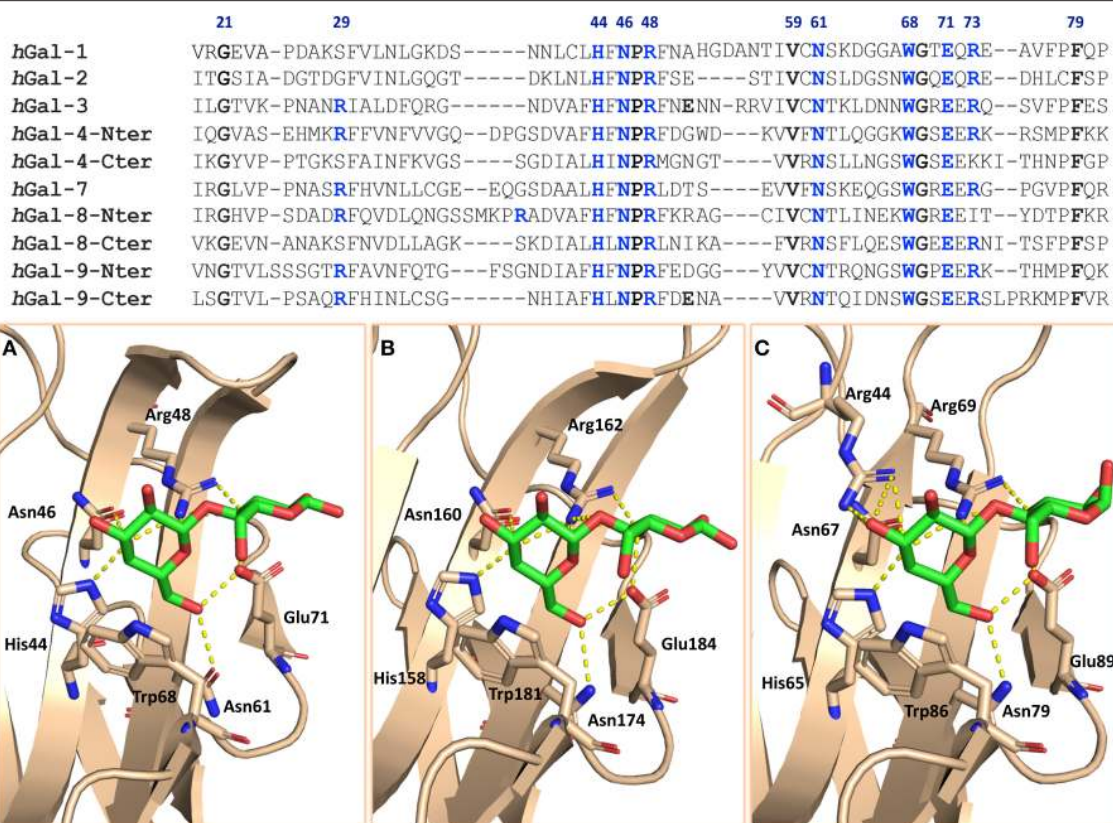 21 29 44 46 48 59 61 68 71 73 79
hGal-1 VRGEVA-PDAKSFVLNLGKDS-----NNLCLHFNPRFNAHGDANTIVCNSKDGGAWGTEQRE--AVFPFQP
hGal-2 ITGSIA-DGTDGFVINLGQGT-----DKLNLHFNPRFSE----STIVCNSLDGSNWGQEQRE--DHLCFSP
hGal-3 ILGTVK-PNANRIALDFQRG------NDVAFHFNPRFNENN-RRVIVCNTKLDNNWGREERQ--SVFPFES
hGal-4-Nter IQGVAS-EHMKRFFVNFVVGQ--DPGSDVAFHFNPRFDGWD----KVVFNTLQGGKWGSEERK--RSMPFKK
hGal-4-Cter IKGYVP-PTGKSFAINFKVGS----SGDIALHINPRMGNGT----VVRNSLLNGSWGSEEKKI-THNPFGP
hGal-7 IRGLVP-PNASRFHVNLLCGE--EQGSDAALHFNPRLDTS----EVVFNSKEQGSWGREERG--PGVPFQR
hGal-8-Nter IRGHVP-SDADRFQVDLQNGSSMKPRADVAFHFNPRFKRAG----CIVCNTLINEKWGREEIT--YDTPFKR
hGal-8-Cter VKGEVN-ANAKSFNVDLLAGK----SKDIALHLNPRLNIKA----FVRNSFLQESWGEEERNI-TSFPFSP
hGal-9-Nter VNGTVLSSSGTRFAVNFQTG---FSGNDIAFHFNPRFEDGG----YVVCNTRQNGSWGPEERK--THMPFQK
hGal-9-Cter LSGTVL-PSAQRFHINLCSG------NHIAFHLNPRFDENA----VVRNTQIDNSWGSEERSLPRKMPFVR
A
Arg48
Asn46
His44
Trp68
Glu71
Asn61
B
Arg162
Asn160
His158
Trp181
Glu184
Asn174
C
Arg44
Arg69
Asn67
His65
Trp86
Glu89
Asn79